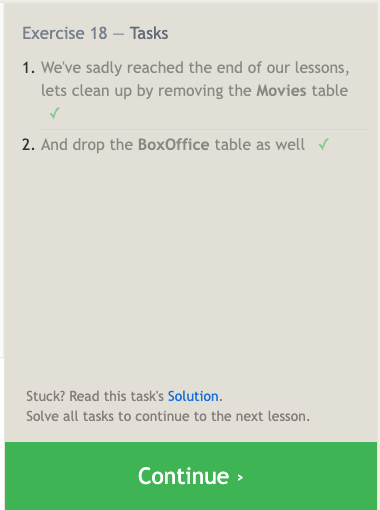 Exercise 18 — Tasks
1. We've sadly reached the end of our lessons,
lets clean up by removing the Movies table
✓
2. And drop the BoxOffice table as well ✓
Stuck? Read this task's Solution.
Solve all tasks to continue to the next lesson.
Continue ›